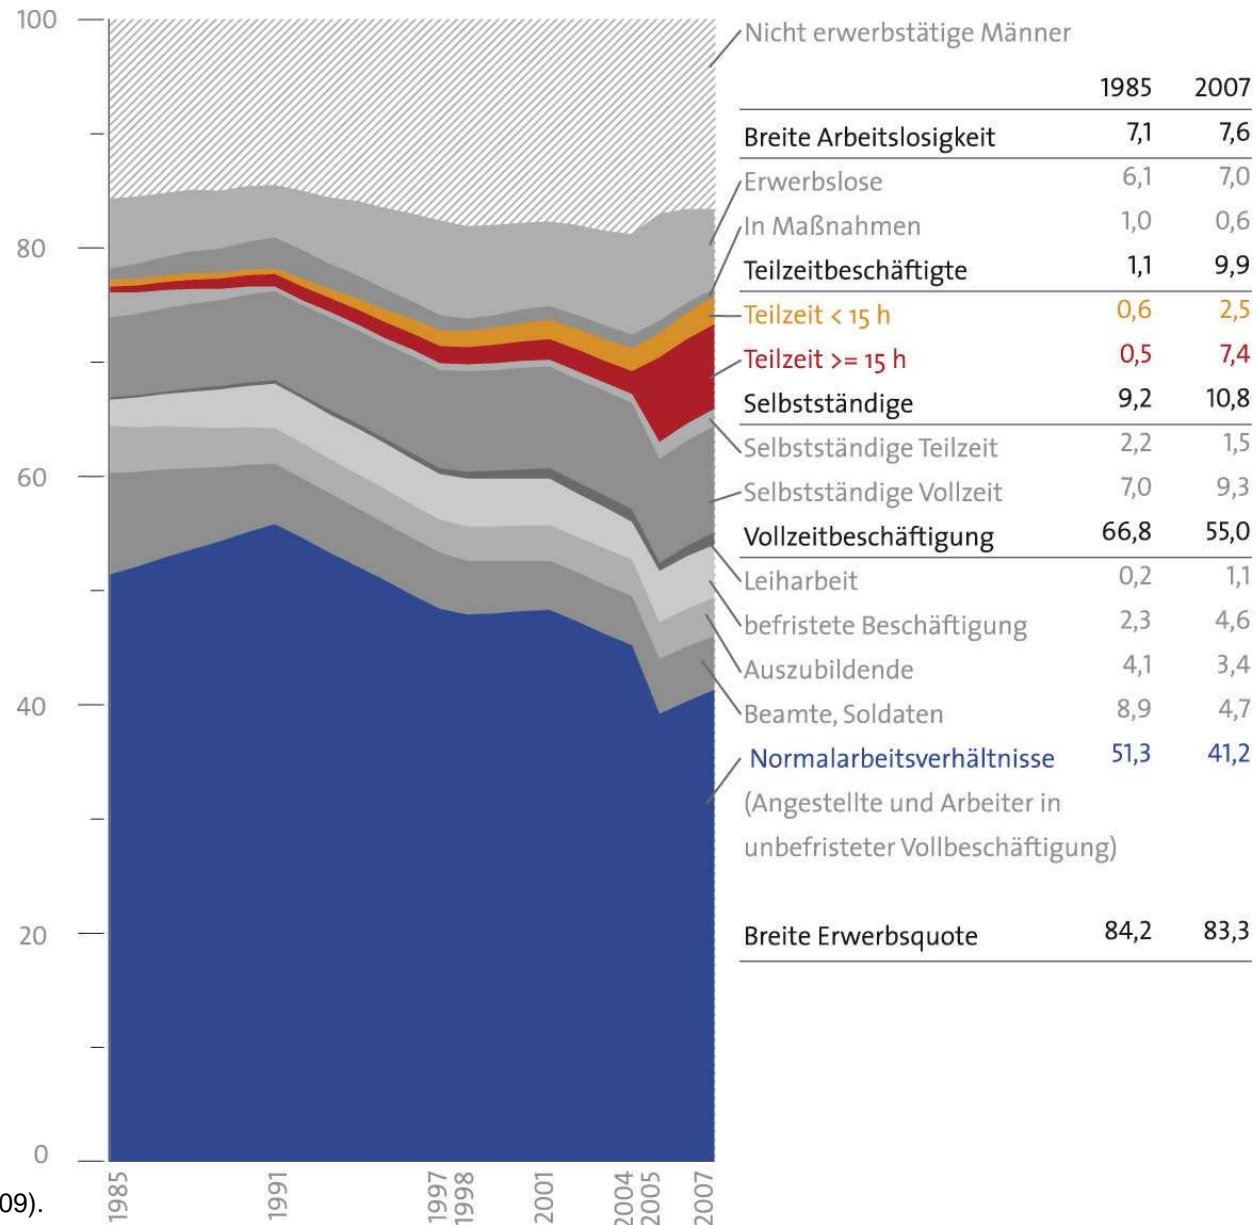 100
Nicht erwerbstätige Männer
1985 2007
Breite Arbeitslosigkeit 7,1 7,6
Erwerbslose 6,1 7,0
In Maßnahmen 1,0 0,6
80
Teilzeitbeschäftigte 1,1 9,9
Teilzeit < 15 h 0,6 2,5
Teilzeit >= 15 h 0,5 7,4
Selbstständige 9,2 10,8
Selbstständige Teilzeit 2,2 1,5
60
Selbstständige Vollzeit 7,0 9,3
Vollzeitbeschäftigung 66,8 55,0
Leiharbeit 0,2 1,1
befristete Beschäftigung 2,3 4,6
Auszubildende 4,1 3,4
40
Beamte, Soldaten 8,9 4,7
Normalarbeitsverhältnisse 51,3 41,2
(Angestellte und Arbeiter in
unbefristeter Vollbeschäftigung)
20
Breite Erwerbsquote 84,2 83,3
0
1985 1991 1997 1998 2001 2004 2005 2007
09).